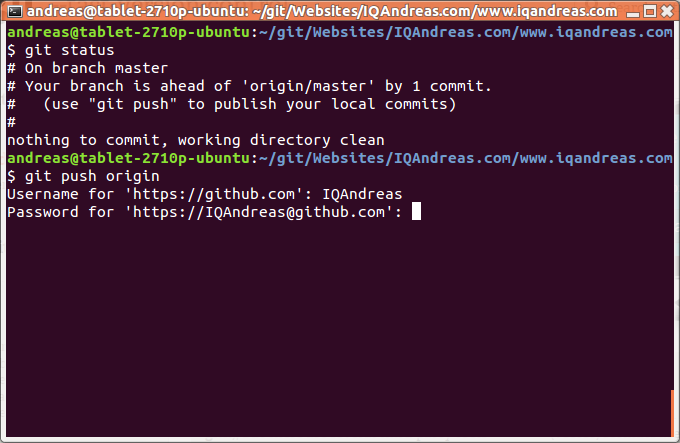 andreas@tablet-2710p-ubuntu: ~/git/Websites/IQAndreas.com/www.iqandreas.com
andreas@tablet-2710p-ubuntu:~/git/Websites/IQAndreas.com/www.iqandreas.com
$ git status
# On branch master
# Your branch is ahead of 'origin/master' by 1 commit.
#   (use "git push" to publish your local commits)
#
nothing to commit, working directory clean
andreas@tablet-2710p-ubuntu:~/git/Websites/IQAndreas.com/www.iqandreas.com
$ git push origin
Username for 'https://github.com': IQAndreas
Password for 'https://IQAndreas@github.com':